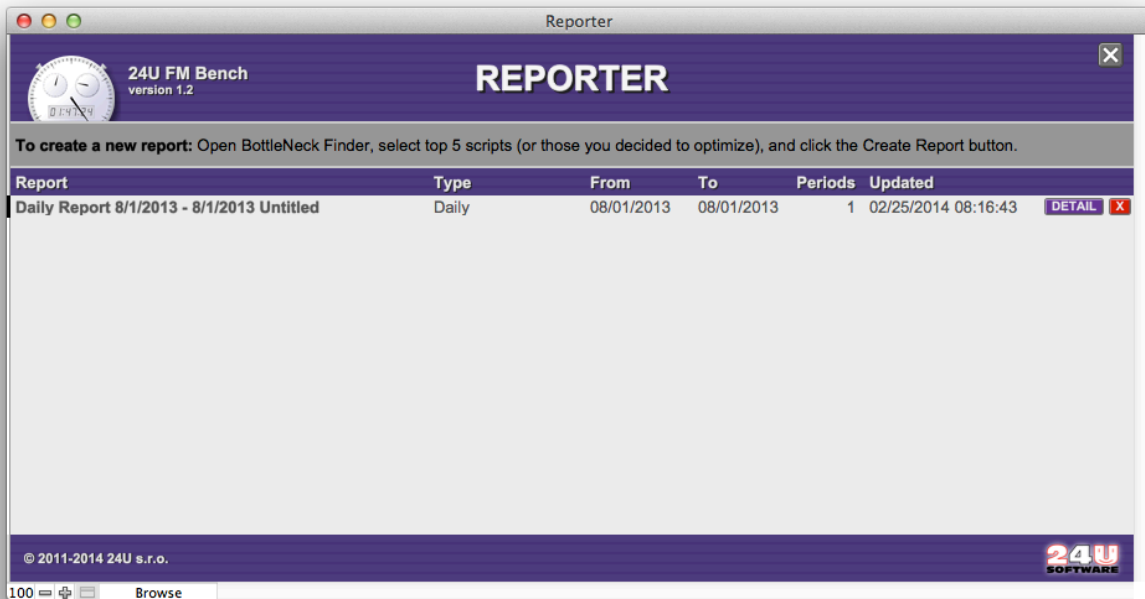 Reporter
24U FM Bench
version 1.2
REPORTER
X
01:47:24
To create a new report: Open BottleNeck Finder, select top 5 scripts (or those you decided to optimize), and click the Create Report button.
Report Type From To Periods Updated
Daily Report 8/1/2013 - 8/1/2013 Untitled Daily 08/01/2013 08/01/2013 1 02/25/2014 08:16:43 DETAIL X
© 2011-2014 24U s.r.o.
24U
SOFTWARE
100 Browse